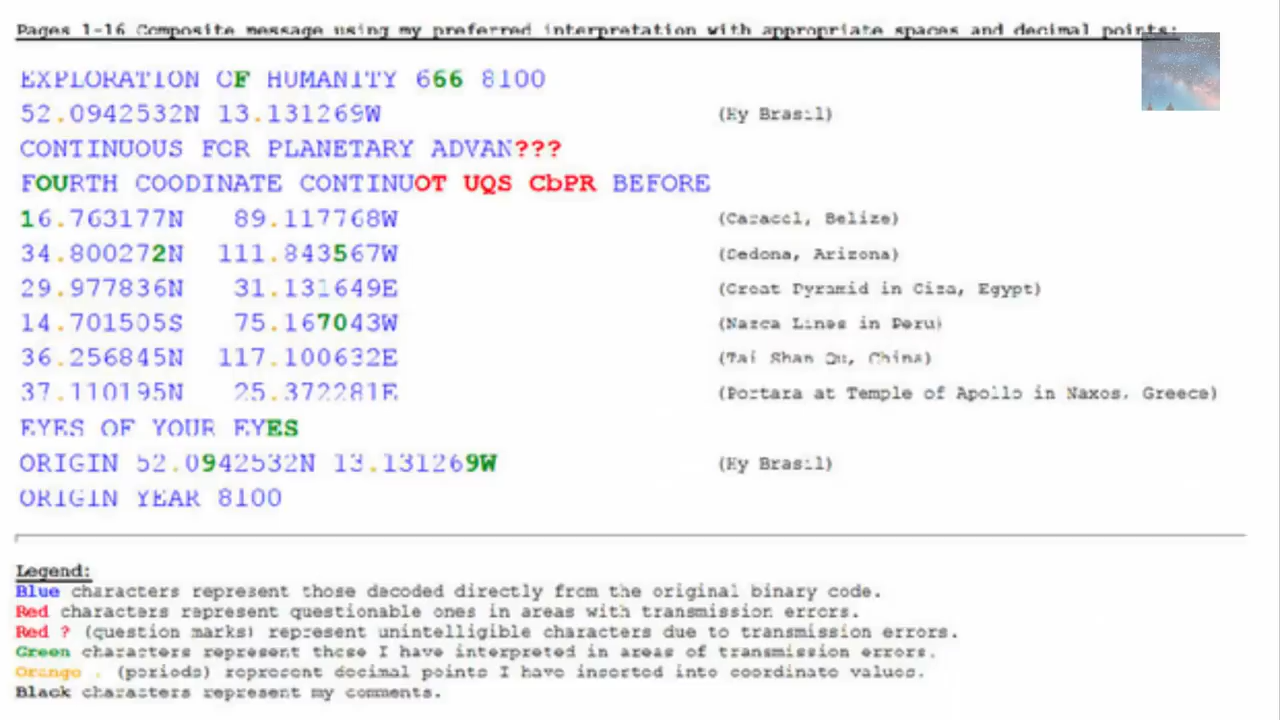 Pages 1-16 Composite message using my preferred interpretation with appropriate spaces and decimal points:
EXPLORATION OF HUMANITY 666 8100
52.0942532N 13.131269W (Hy Brasil)
CONTINUOUS FOR PLANETARY ADVAN???
FOURTH COODINATE CONTINUOT UQS CbPR BEFORE
16.763177N 89.117768W (Caracol, Belize)
34.800272N 111.843567W (Sedona, Arizona)
29.977836N 31.131649E (Great Pyramid in Giza, Egypt)
14.701505S 75.167043W (Nazca Lines in Peru)
36.256845N 117.100632E (Tai Shan Qu, China)
37.110195N 25.372281E (Portara at Temple of Apollo in Naxos, Greece)
EYES OF YOUR EYES
ORIGIN 52.0942532N 13.131269W (Hy Brasil)
ORIGIN YEAR 8100
Legend:
Blue characters represent those decoded directly from the original binary code.
Red characters represent questionable ones in areas with transmission errors.
Red ? (question marks) represent unintelligible characters due to transmission errors.
Green characters represent those I have interpreted in areas of transmission errors.
Orange . (periods) represent decimal points I have inserted into coordinate values.
Black characters represent my comments.